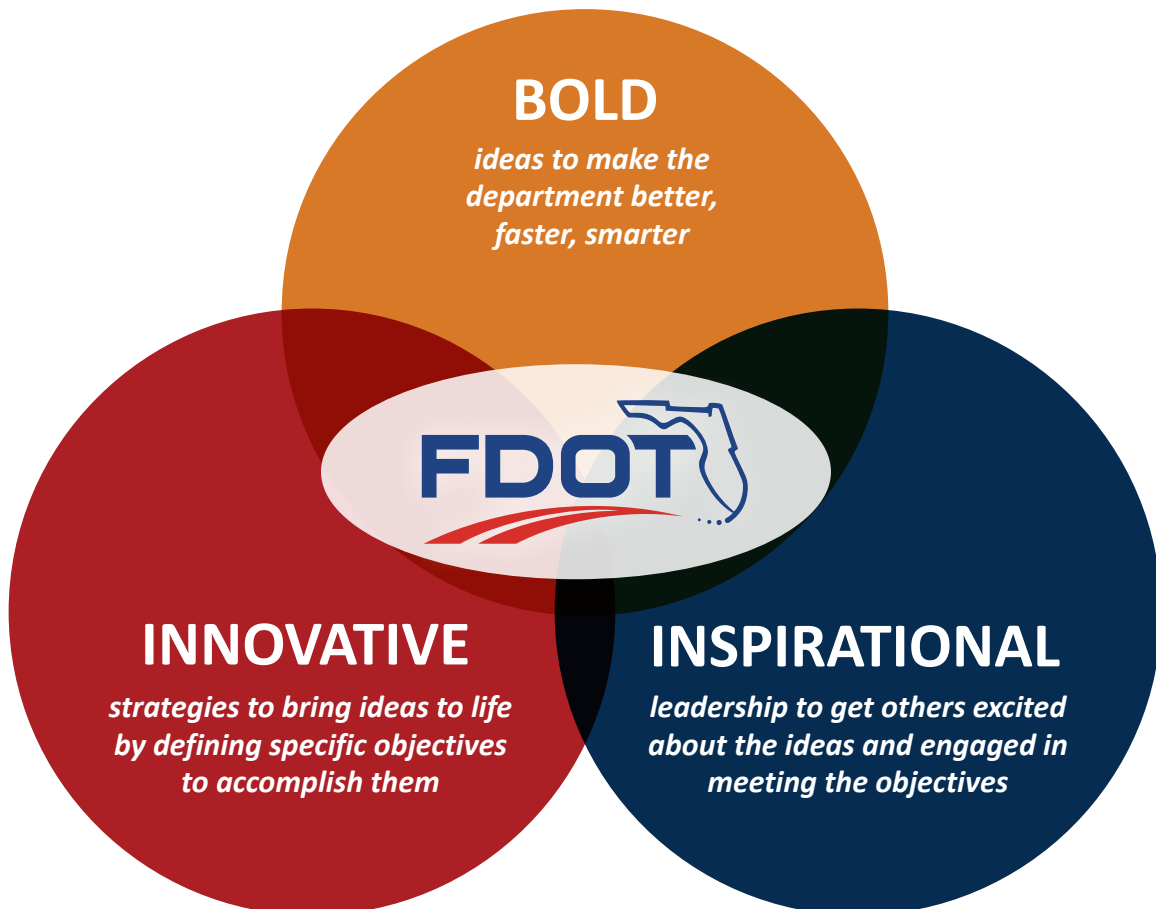 BOLD
ideas to make the
department better,
faster, smarter
FDOT
INNOVATIVE
strategies to bring ideas to life
by defining specific objectives
to accomplish them
INSPIRATIONAL
leadership to get others excited
about the ideas and engaged in
meeting the objectives